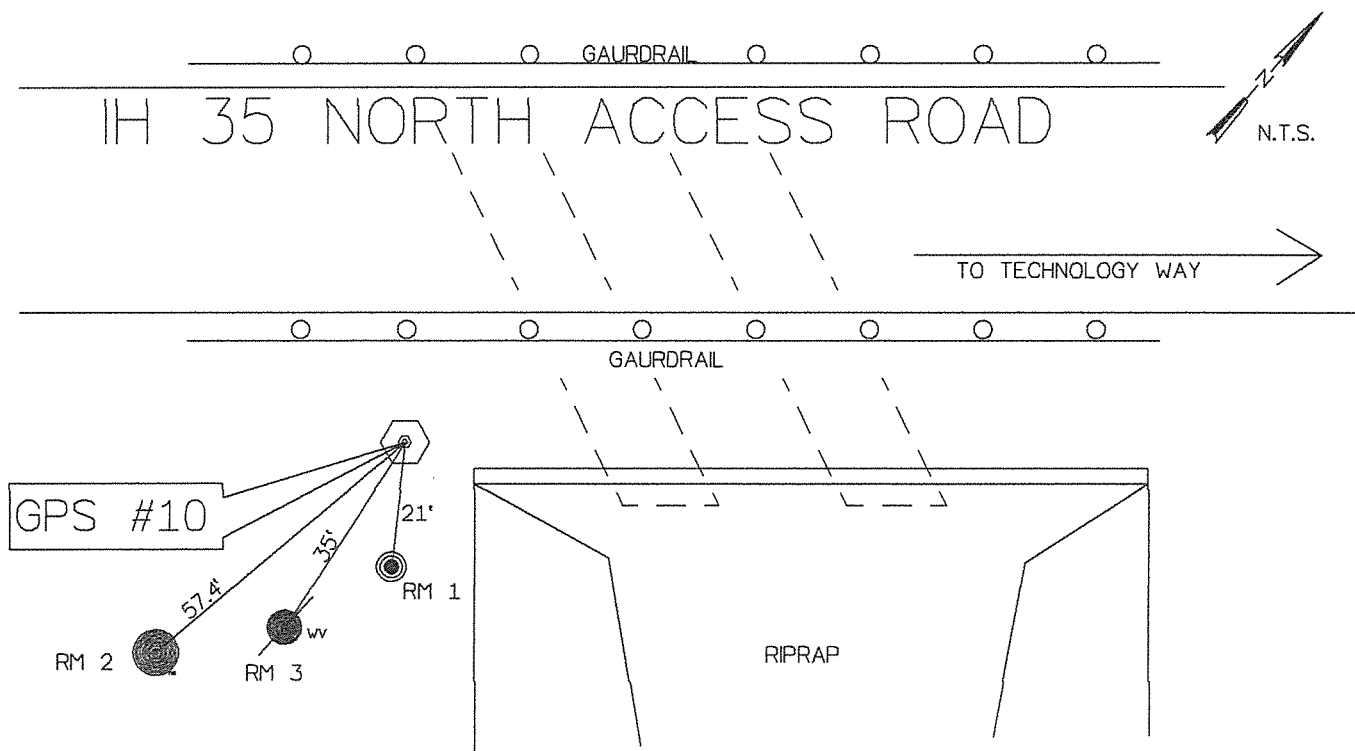 GAURDRAIL
IH 35 NORTH ACCESS ROAD
N
N.T.S.
TO TECHNOLOGY WAY
GAURDRAIL
GPS #10
21'
35'
57.4'
RM 1
wv
RM 2
RM 3
RIPRAP